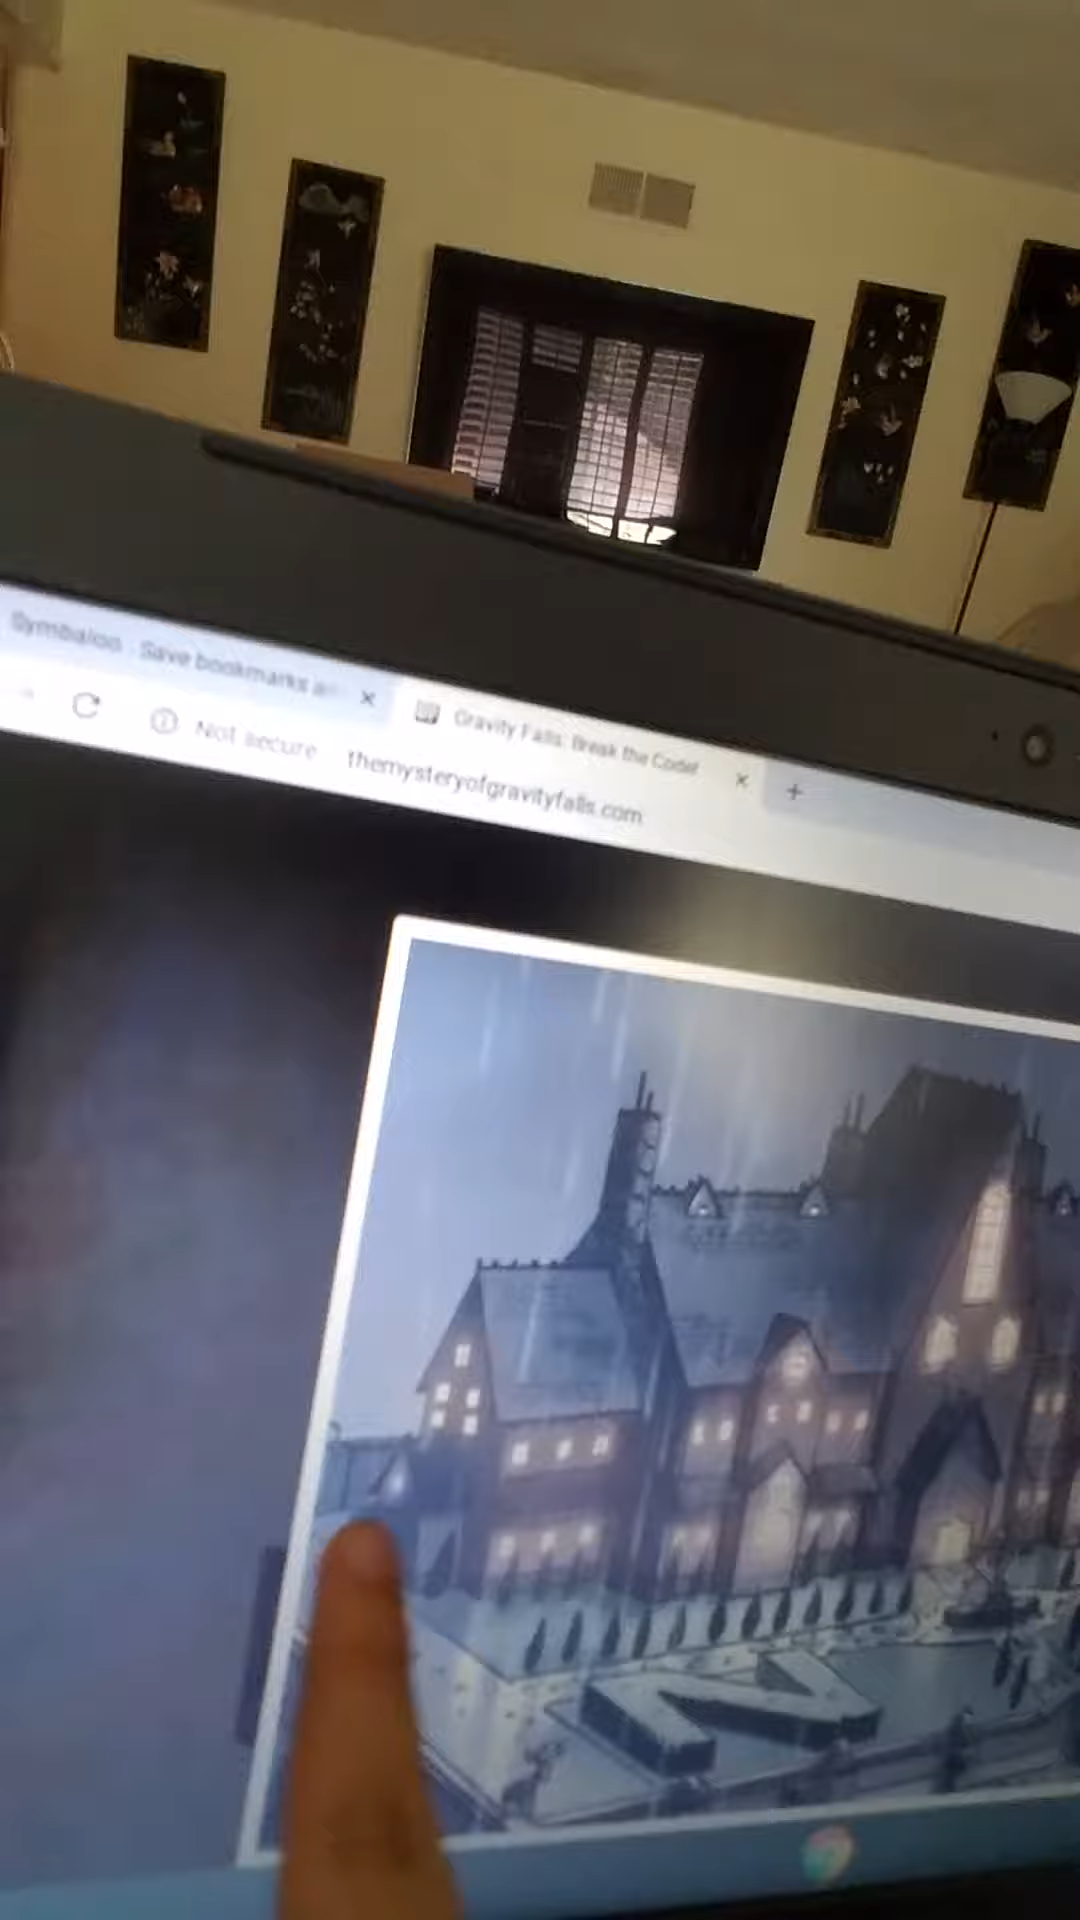 Symbaloo - Save bookmarks a
Gravity Falls: Break the Code!
Not secure
themysteryofgravityfalls.com
N